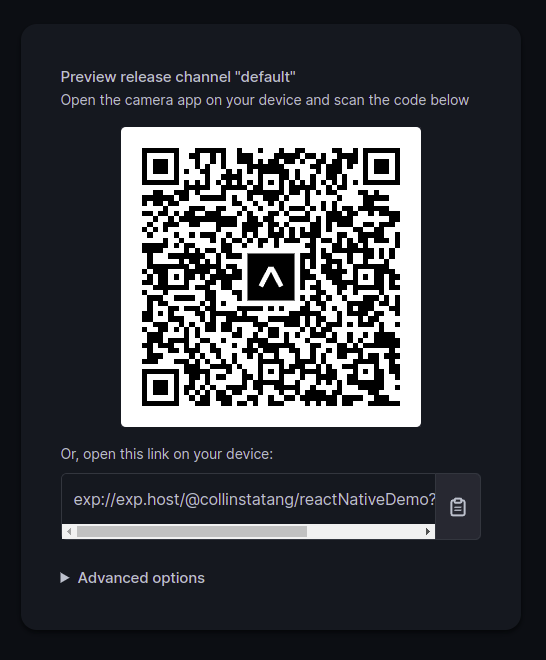 Preview release channel "default"
Open the camera app on your device and scan the code below
Or, open this link on your device:
exp://exp.host/@collinstatang/reactNativeDemo?
Advanced options